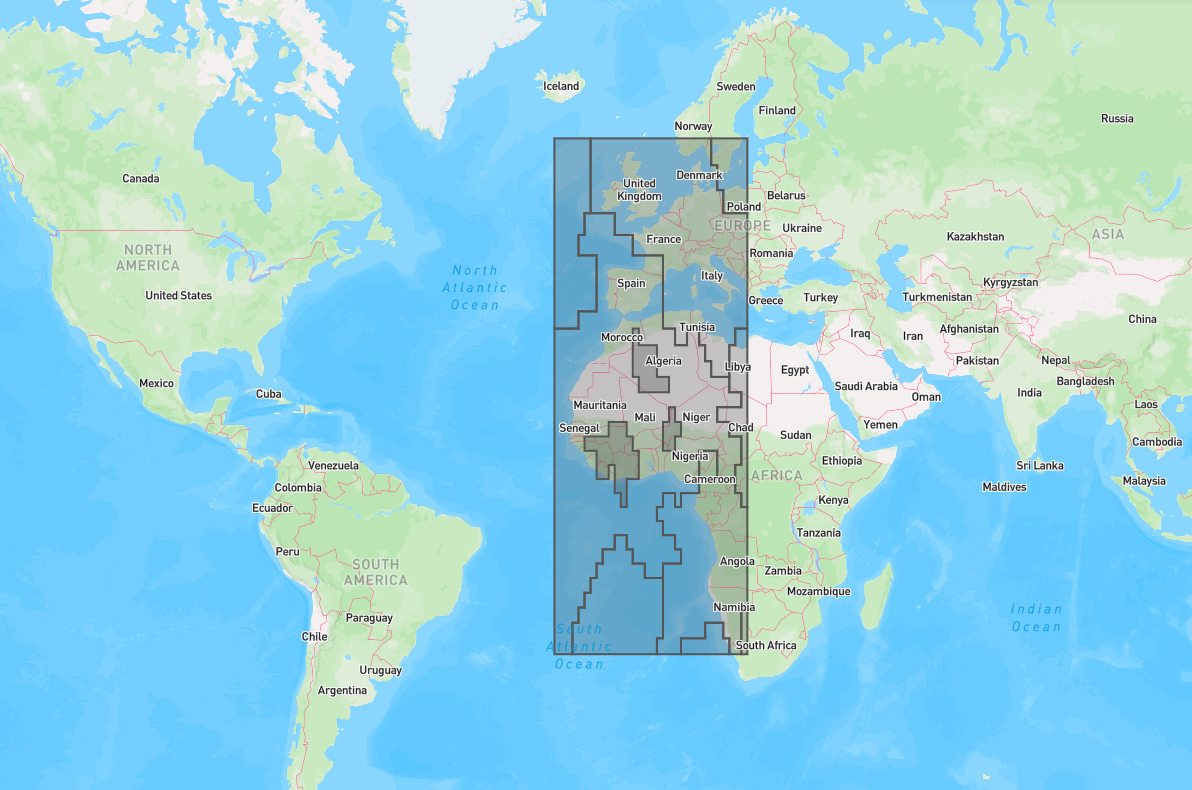 Iceland
Sweden
Finland
Norway
Russia
Canada
United
Kingdom
Denmark
Poland
Belarus
EUROPE
Ukraine
France
Romania
Kazakhstan
ASIA
NORTH
AMERICA
North
Atlantic
Ocean
Spain
Italy
Kyrgyzstan
United States
Greece
Turkey
Turkmenistan
China
Morocco
Tunisia
Iraq
Iran
Afghanistan
Algeria
Libya
Egypt
Pakistan
Nepal
Mexico
Cuba
Saudi Arabia
Bangladesh
India
Oman
Mauritania
Mali
Niger
Laos
Senegal
Chad
Sudan
Yemen
Cambodia
Nigeria
Ethiopia
Venezuela
AFRICA
Cameroon
Sri Lanka
Malaysia
Colombia
Maldives
Ecuador
Kenya
Tanzania
Peru
SOUTH
AMERICA
Angola
Zambia
Mozambique
Namibia
Paraguay
Indian
Ocean
South
Atlantic
Ocean
Chile
South Africa
Uruguay
Argentina